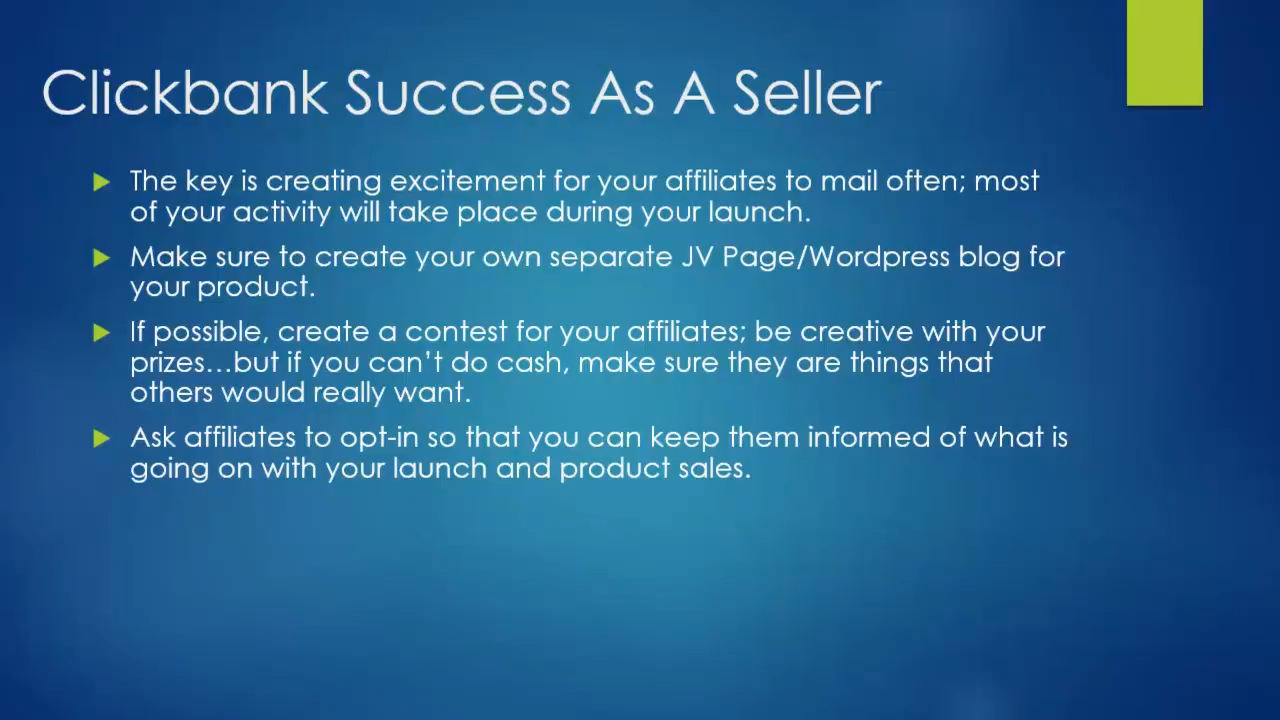 Clickbank Success As A Seller
The key is creating excitement for your affiliates to mail often; most
of your activity will take place during your launch.
Make sure to create your own separate JV Page/Wordpress blog for
your product.
If possible, create a contest for your affiliates; be creative with your
prizes…but if you can’t do cash, make sure they are things that
others would really want.
Ask affiliates to opt-in so that you can keep them informed of what is
going on with your launch and product sales.